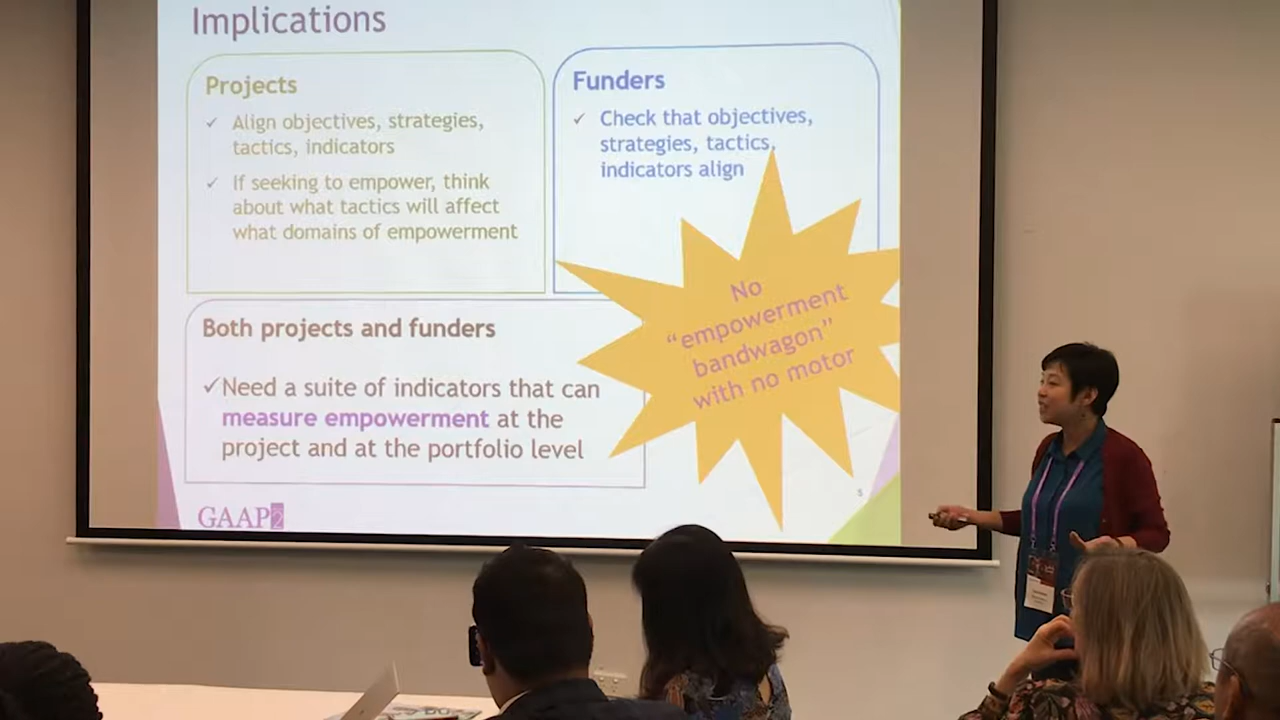 Implications
Projects
✓ Align objectives, strategies,
tactics, indicators
✓ If seeking to empower, think
about what tactics will affect
what domains of empowerment
Funders
✓ Check that objectives,
strategies, tactics,
indicators align
Both projects and funders
✓Need a suite of indicators that can
measure empowerment at the
project and at the portfolio level
No
“empowerment
bandwagon”
with no motor
5
GAAP2